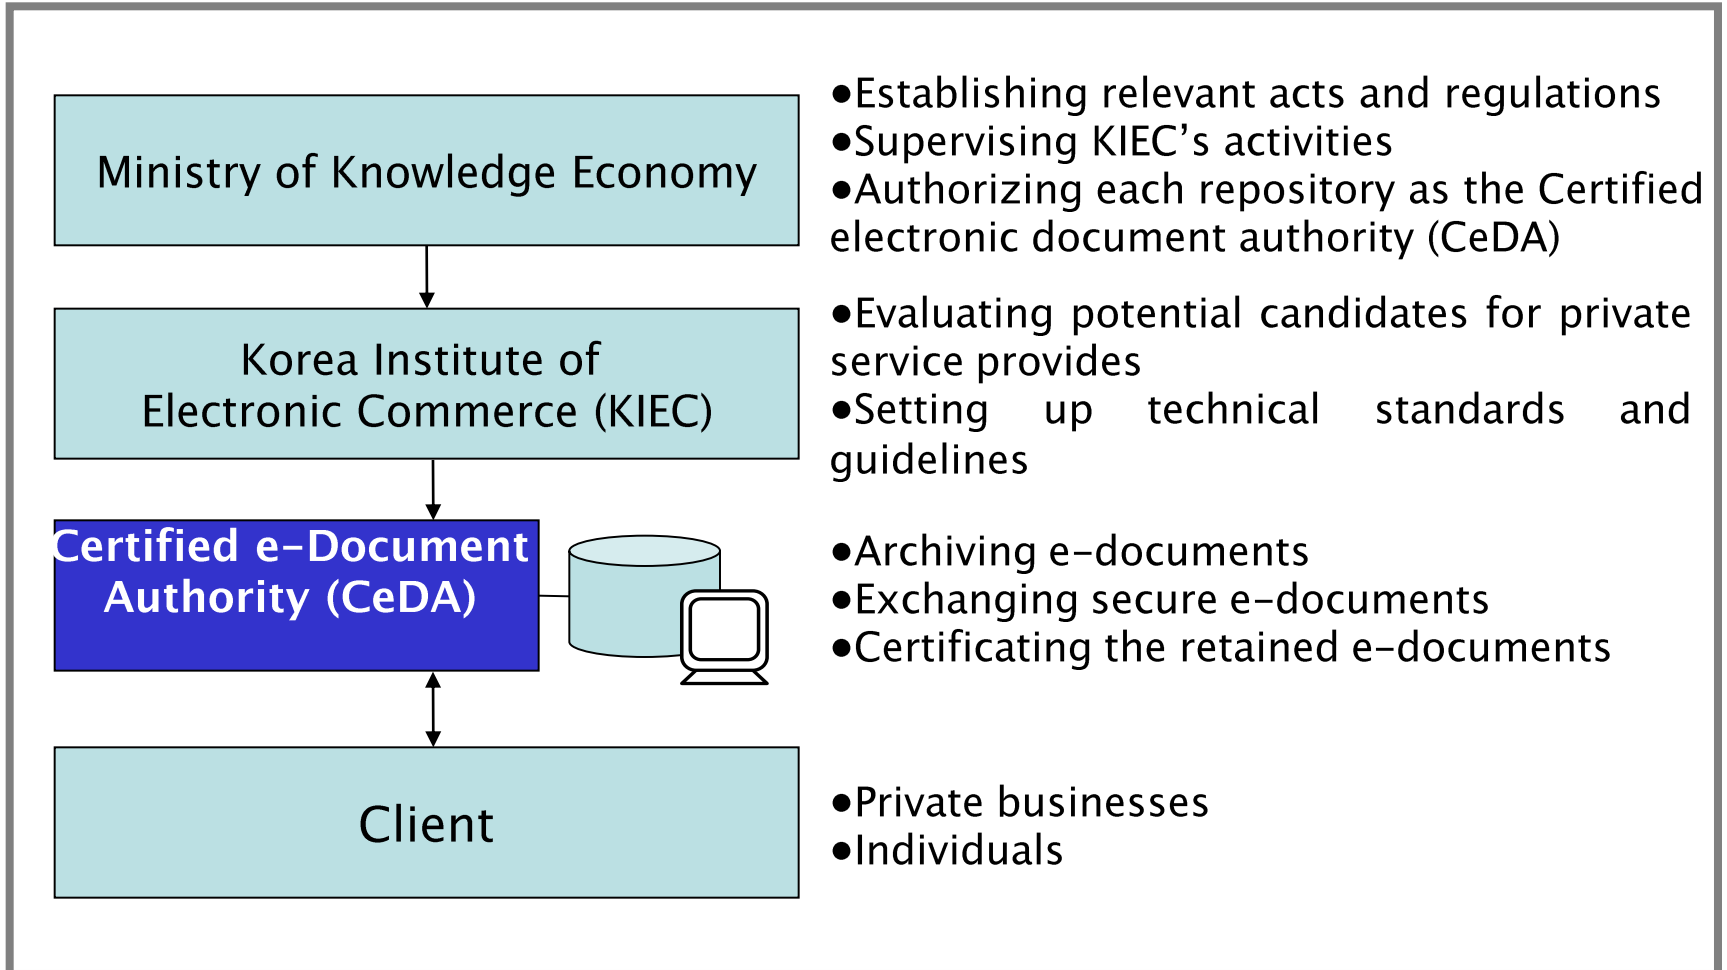 Ministry of Knowledge Economy
●Establishing relevant acts and regulations
●Supervising KIEC’s activities
●Authorizing each repository as the Certified
electronic document authority (CeDA)
Korea Institute of
Electronic Commerce (KIEC)
●Evaluating potential candidates for private
service provides
●Setting up technical standards and
guidelines
Certified e-Document
Authority (CeDA)
●Archiving e-documents
●Exchanging secure e-documents
●Certificating the retained e-documents
Client
●Private businesses
●Individuals